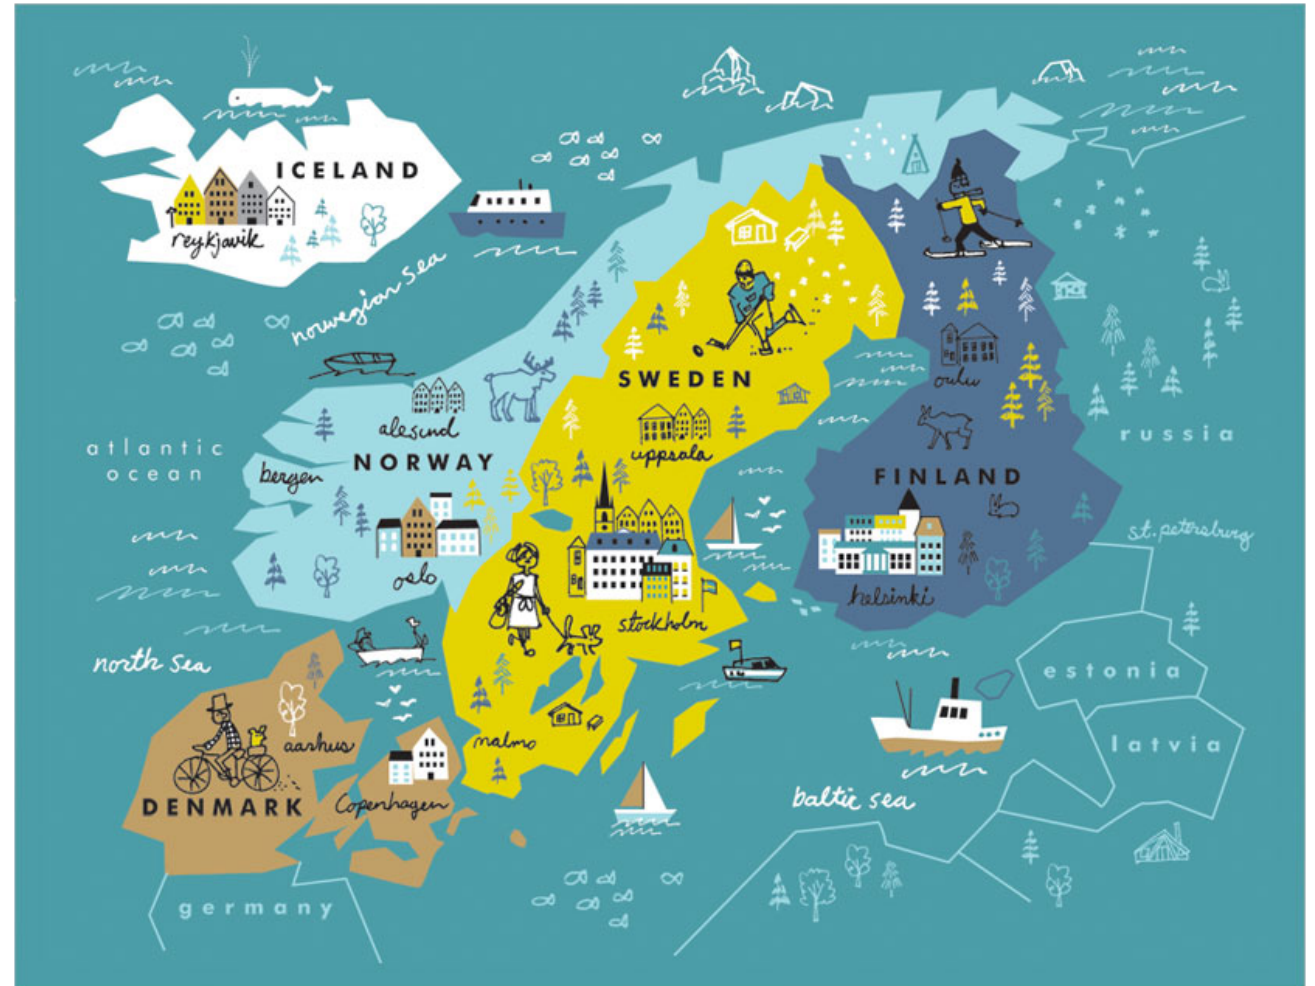 ICELAND
reykjavik
norwegian sea
SWEDEN
oulu
alesund
uppsala
atlantic
ocean
russia
bergen
NORWAY
FINLAND
st. petersburg
oslo
helsinki
stockholm
north sea
estonia
aarhus
malmo
latvia
DENMARK
Copenhagen
baltic sea
germany